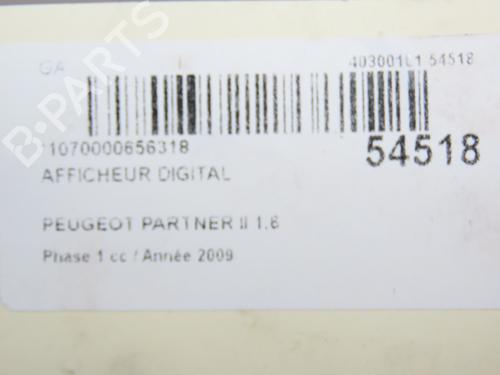 GA
403001L1 54518
1070000656318
54518
AFFICHEUR DIGITAL
PEUGEOT PARTNER II 1.6
Phase 1 cc / Année 2009
B-PARTS